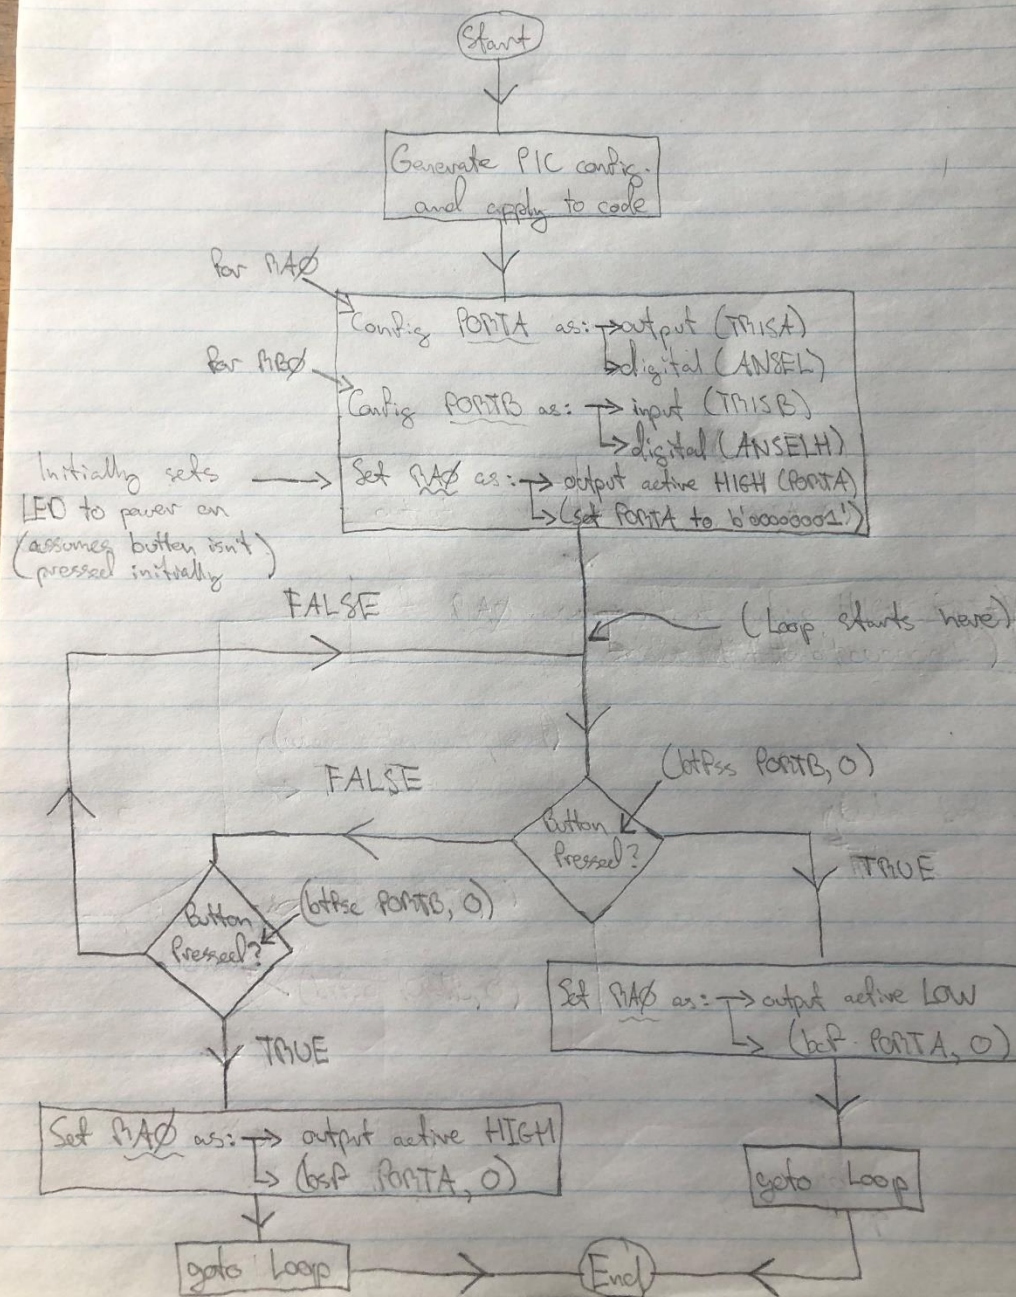 Start
Generate PIC config.
and apply to code
for RAØ
Config PORTA as: → output (TRISA)
↳ digital (ANSEL)
for RBØ
Config PORTB as: → input (TRISB)
↳ digital (ANSELH)
Initially sets
LED to power on
(assumes button isn't)
(pressed initially
Set RAØ as: → output active HIGH (PORTA)
↳ (set PORTA to b'00000001')
FALSE
(Loop starts here)
FALSE
(btfss PORTB, 0)
Button
Pressed?
TRUE
(btfsc PORTB, 0)
Button
Pressed?
Set RAØ as: → output active LOW
↳ (bcf PORTA, 0)
TRUE
Set RAØ as: → output active HIGH
↳ (bsf PORTA, 0)
goto Loop
goto Loop
End